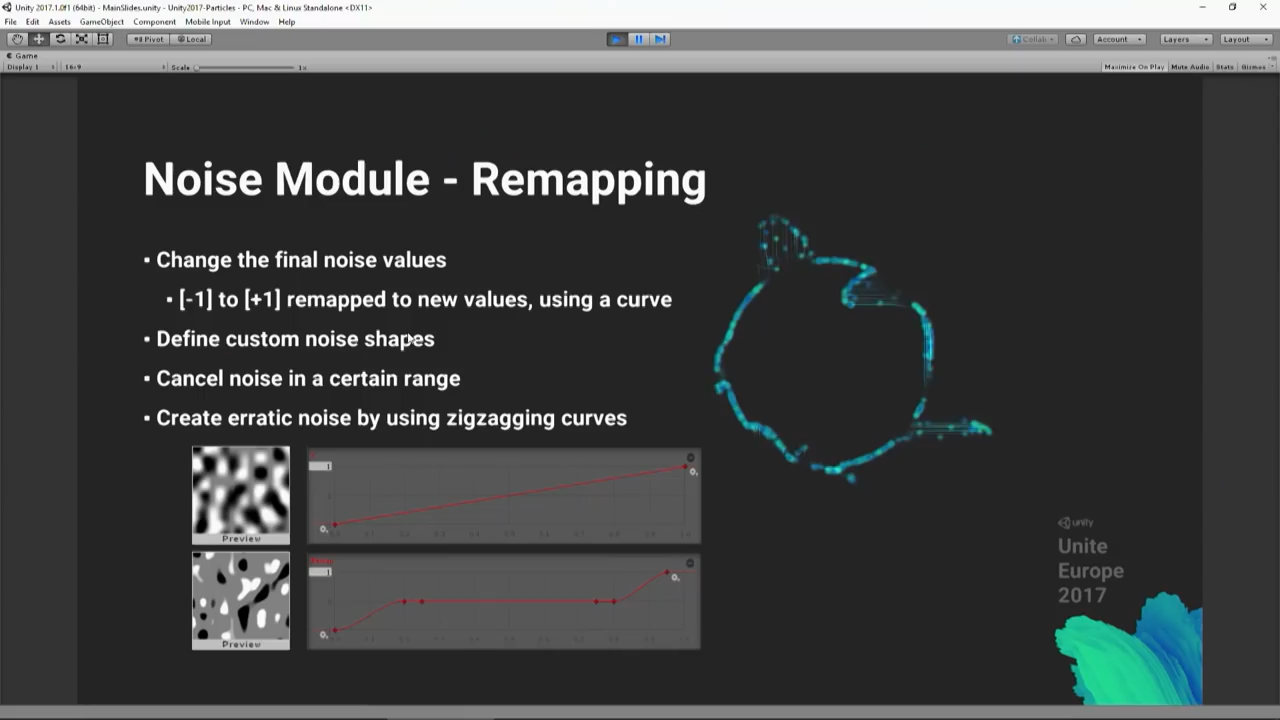 Unity 2017.1.0f1 (64bit) - MainSlides.unity - Unity2017-Particles - PC, Mac & Linux Standalone <DX11>
File Edit Assets GameObject Component Mobile Input Window Help
Pivot Local Collab Account Layers Layout
Game
Display 1 16:9 Scale 1x Maximize On Play Mute Audio Stats Gizmos
Noise Module - Remapping
▪ Change the final noise values
▪ [-1] to [+1] remapped to new values, using a curve
▪ Define custom noise shapes
▪ Cancel noise in a certain range
▪ Create erratic noise by using zigzagging curves
1
Preview
1
Preview
unity
Unite
Europe
2017